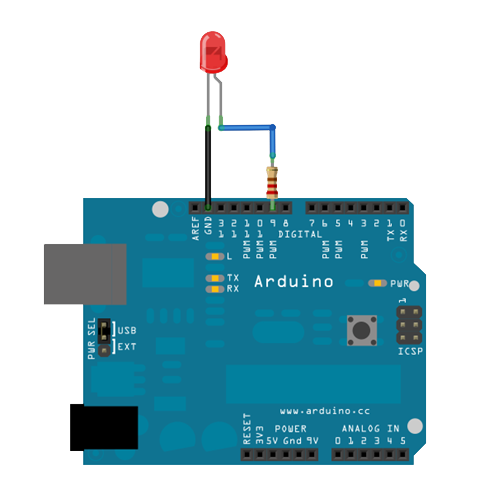 AREF
GND
13
12
PWM 11
PWM 10
PWM 9
8
7
PWM 6
PWM 5
4
PWM 3
2
TX 1
RX 0
DIGITAL
L
TX
RX
Arduino
PWR
1
ICSP
PWR SEL
USB
EXT
www.arduino.cc
RESET
3V3
POWER
5V Gnd 9V
ANALOG IN
0 1 2 3 4 5